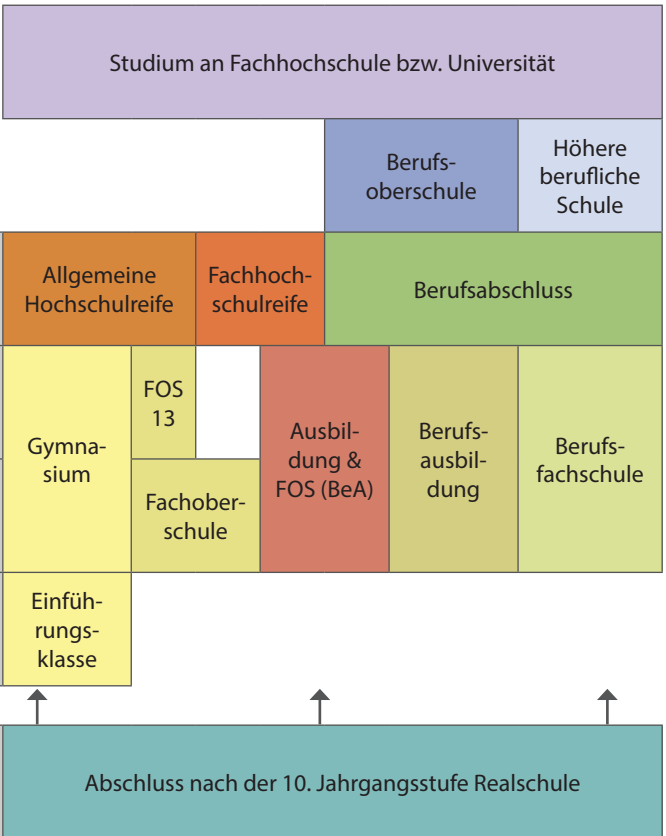 Studium an Fachhochschule bzw. Universität
Berufs-
oberschule
Höhere
berufliche
Schule
Allgemeine
Hochschulreife
Fachhoch-
schulreife
Berufsabschluss
Gymna-
sium
FOS
13
Fachober-
schule
Ausbil-
dung &
FOS (BeA)
Berufs-
ausbil-
dung
Berufs-
fachschule
Einfüh-
rungs-
klasse
Abschluss nach der 10. Jahrgangsstufe Realschule